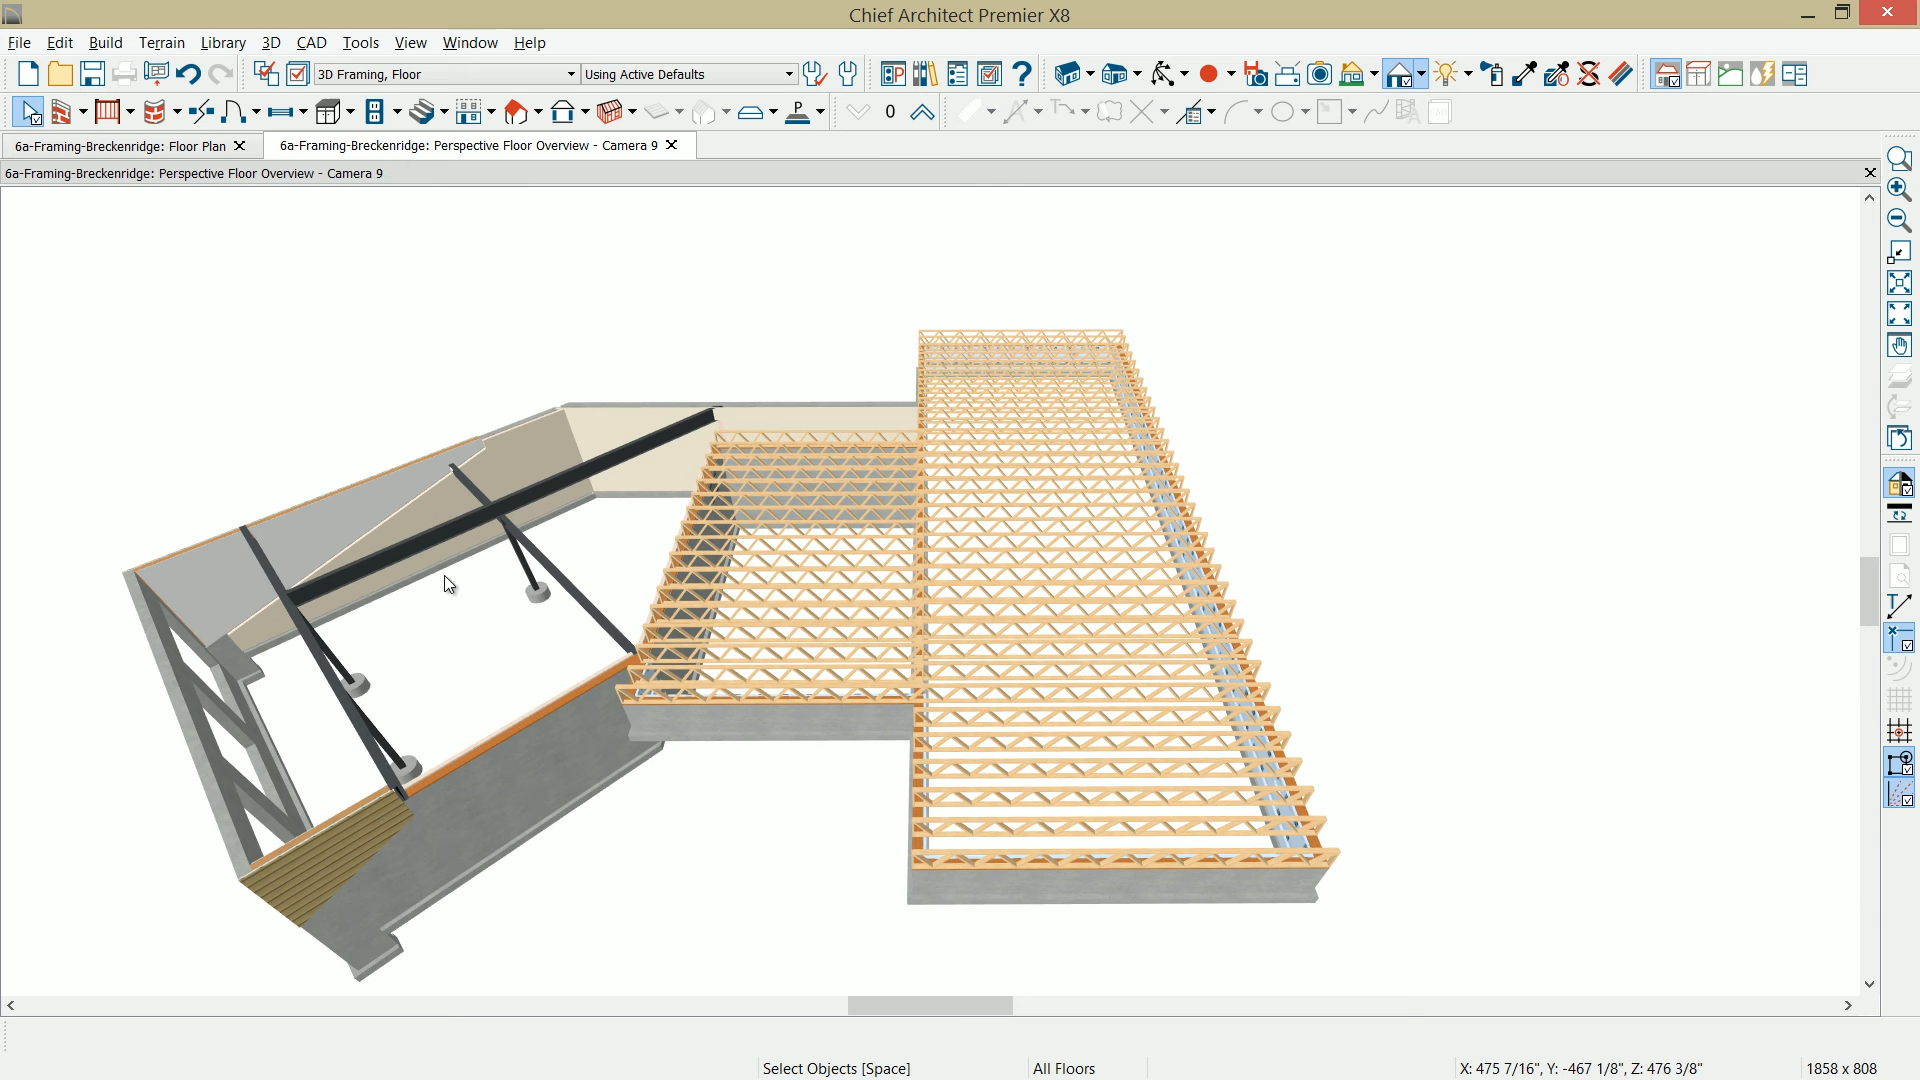 Chief Architect Premier X8
File Edit Build Terrain Library 3D CAD Tools View Window Help
3D Framing, Floor Using Active Defaults
P 0
6a-Framing-Breckenridge: Floor Plan 6a-Framing-Breckenridge: Perspective Floor Overview - Camera 9
6a-Framing-Breckenridge: Perspective Floor Overview - Camera 9
Select Objects [Space] All Floors X: 475 7/16", Y: -467 1/8", Z: 476 3/8" 1858 x 808